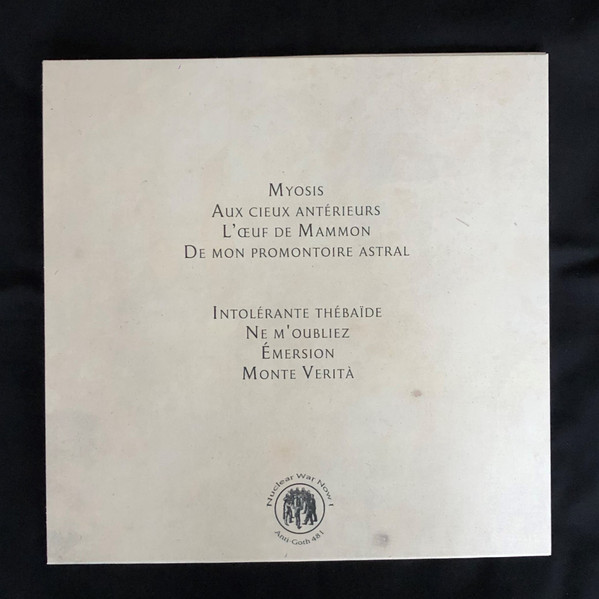 Myosis
Aux cieux antérieurs
L'œuf de Mammon
De mon promontoire astral
Intolérante thébaïde
Ne m'oubliez
Émersion
Monte Verità
Nuclear War Now!
Anti-Goth 481